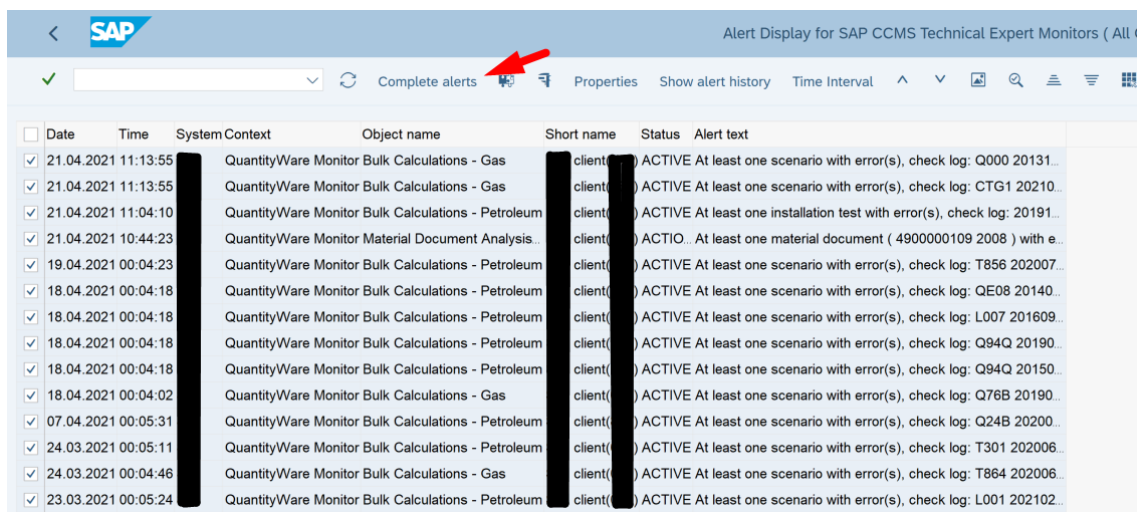 SAP
Alert Display for SAP CCMS Technical Expert Monitors ( All
Complete alerts Properties Show alert history Time Interval
Date Time System Context Object name Short name Status Alert text
21.04.2021 11:13:55 QuantityWare Monitor Bulk Calculations - Gas client( ) ACTIVE At least one scenario with error(s), check log: Q000 20131...
21.04.2021 11:13:55 QuantityWare Monitor Bulk Calculations - Gas client( ) ACTIVE At least one scenario with error(s), check log: CTG1 20210...
21.04.2021 11:04:10 QuantityWare Monitor Bulk Calculations - Petroleum client( ) ACTIVE At least one installation test with error(s), check log: 20191...
21.04.2021 10:44:23 QuantityWare Monitor Material Document Analysis... client( ) ACTIO... At least one material document ( 4900000109 2008 ) with e...
19.04.2021 00:04:23 QuantityWare Monitor Bulk Calculations - Petroleum client( ) ACTIVE At least one scenario with error(s), check log: T856 202007...
18.04.2021 00:04:18 QuantityWare Monitor Bulk Calculations - Petroleum client( ) ACTIVE At least one scenario with error(s), check log: QE08 20140...
18.04.2021 00:04:18 QuantityWare Monitor Bulk Calculations - Petroleum client( ) ACTIVE At least one scenario with error(s), check log: L007 201609...
18.04.2021 00:04:18 QuantityWare Monitor Bulk Calculations - Petroleum client( ) ACTIVE At least one scenario with error(s), check log: Q94Q 20190...
18.04.2021 00:04:18 QuantityWare Monitor Bulk Calculations - Petroleum client( ) ACTIVE At least one scenario with error(s), check log: Q94Q 20150...
18.04.2021 00:04:02 QuantityWare Monitor Bulk Calculations - Gas client( ) ACTIVE At least one scenario with error(s), check log: Q76B 20190...
07.04.2021 00:05:31 QuantityWare Monitor Bulk Calculations - Petroleum client( ) ACTIVE At least one scenario with error(s), check log: Q24B 20200...
24.03.2021 00:05:11 QuantityWare Monitor Bulk Calculations - Petroleum client( ) ACTIVE At least one scenario with error(s), check log: T301 202006...
24.03.2021 00:04:46 QuantityWare Monitor Bulk Calculations - Gas client( ) ACTIVE At least one scenario with error(s), check log: T864 202006...
23.03.2021 00:05:24 QuantityWare Monitor Bulk Calculations - Petroleum client( ) ACTIVE At least one scenario with error(s), check log: L001 202102...